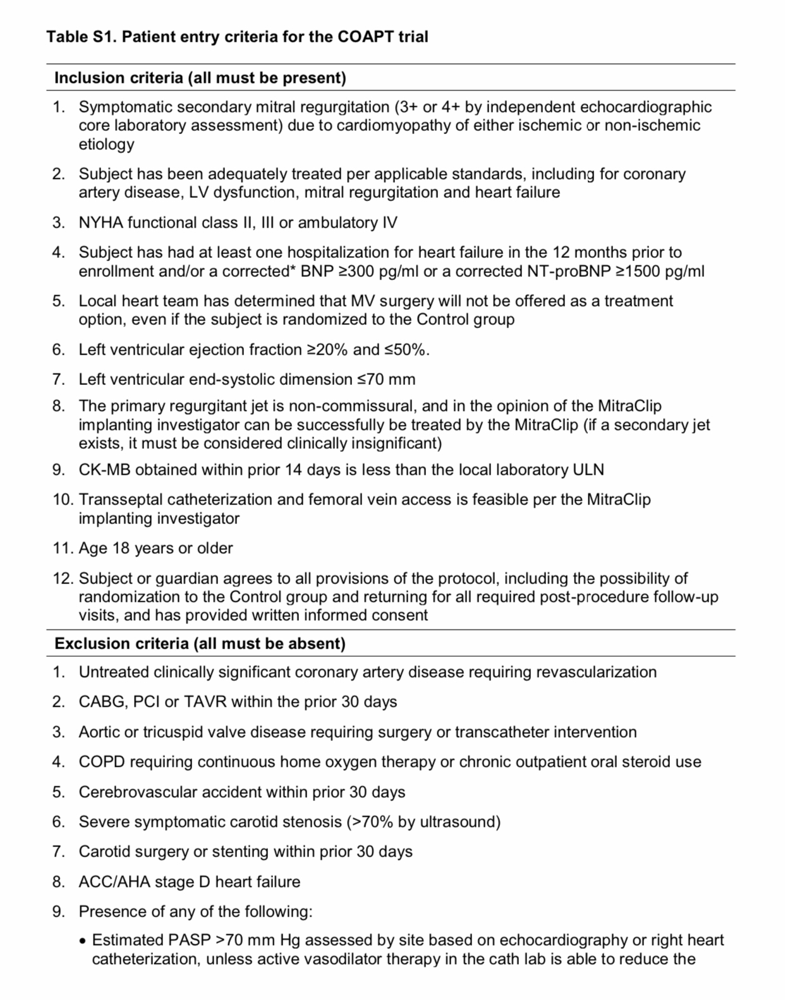 Table S1. Patient entry criteria for the COAPT trial
Inclusion criteria (all must be present)
1. Symptomatic secondary mitral regurgitation (3+ or 4+ by independent echocardiographic
core laboratory assessment) due to cardiomyopathy of either ischemic or non-ischemic
etiology
2. Subject has been adequately treated per applicable standards, including for coronary
artery disease, LV dysfunction, mitral regurgitation and heart failure
3. NYHA functional class II, III or ambulatory IV
4. Subject has had at least one hospitalization for heart failure in the 12 months prior to
enrollment and/or a corrected* BNP ≥300 pg/ml or a corrected NT-proBNP ≥1500 pg/ml
5. Local heart team has determined that MV surgery will not be offered as a treatment
option, even if the subject is randomized to the Control group
6. Left ventricular ejection fraction ≥20% and ≤50%.
7. Left ventricular end-systolic dimension ≤70 mm
8. The primary regurgitant jet is non-commissural, and in the opinion of the MitraClip
implanting investigator can be successfully be treated by the MitraClip (if a secondary jet
exists, it must be considered clinically insignificant)
9. CK-MB obtained within prior 14 days is less than the local laboratory ULN
10. Transseptal catheterization and femoral vein access is feasible per the MitraClip
implanting investigator
11. Age 18 years or older
12. Subject or guardian agrees to all provisions of the protocol, including the possibility of
randomization to the Control group and returning for all required post-procedure follow-up
visits, and has provided written informed consent
Exclusion criteria (all must be absent)
1. Untreated clinically significant coronary artery disease requiring revascularization
2. CABG, PCI or TAVR within the prior 30 days
3. Aortic or tricuspid valve disease requiring surgery or transcatheter intervention
4. COPD requiring continuous home oxygen therapy or chronic outpatient oral steroid use
5. Cerebrovascular accident within prior 30 days
6. Severe symptomatic carotid stenosis (>70% by ultrasound)
7. Carotid surgery or stenting within prior 30 days
8. ACC/AHA stage D heart failure
9. Presence of any of the following:
• Estimated PASP >70 mm Hg assessed by site based on echocardiography or right heart
catheterization, unless active vasodilator therapy in the cath lab is able to reduce the